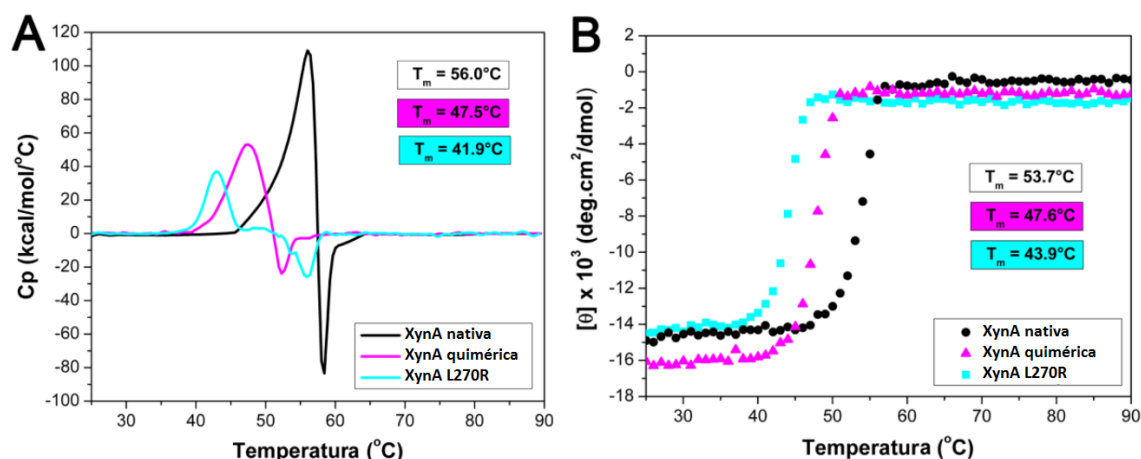 A
Cp (kcal/mol/°C)
120
100
80
60
40
20
0
-20
-40
-60
-80
-100
Tm = 56.0°C
Tm = 47.5°C
Tm = 41.9°C
XynA nativa
XynA quimérica
XynA L270R
30 40 50 60 70 80 90
Temperatura (°C)
B
[θ] x 10³ (deg.cm²/dmol)
2
0
-2
-4
-6
-8
-10
-12
-14
-16
-18
Tm = 53.7°C
Tm = 47.6°C
Tm = 43.9°C
XynA nativa
XynA quimérica
XynA L270R
30 40 50 60 70 80 90
Temperatura (°C)